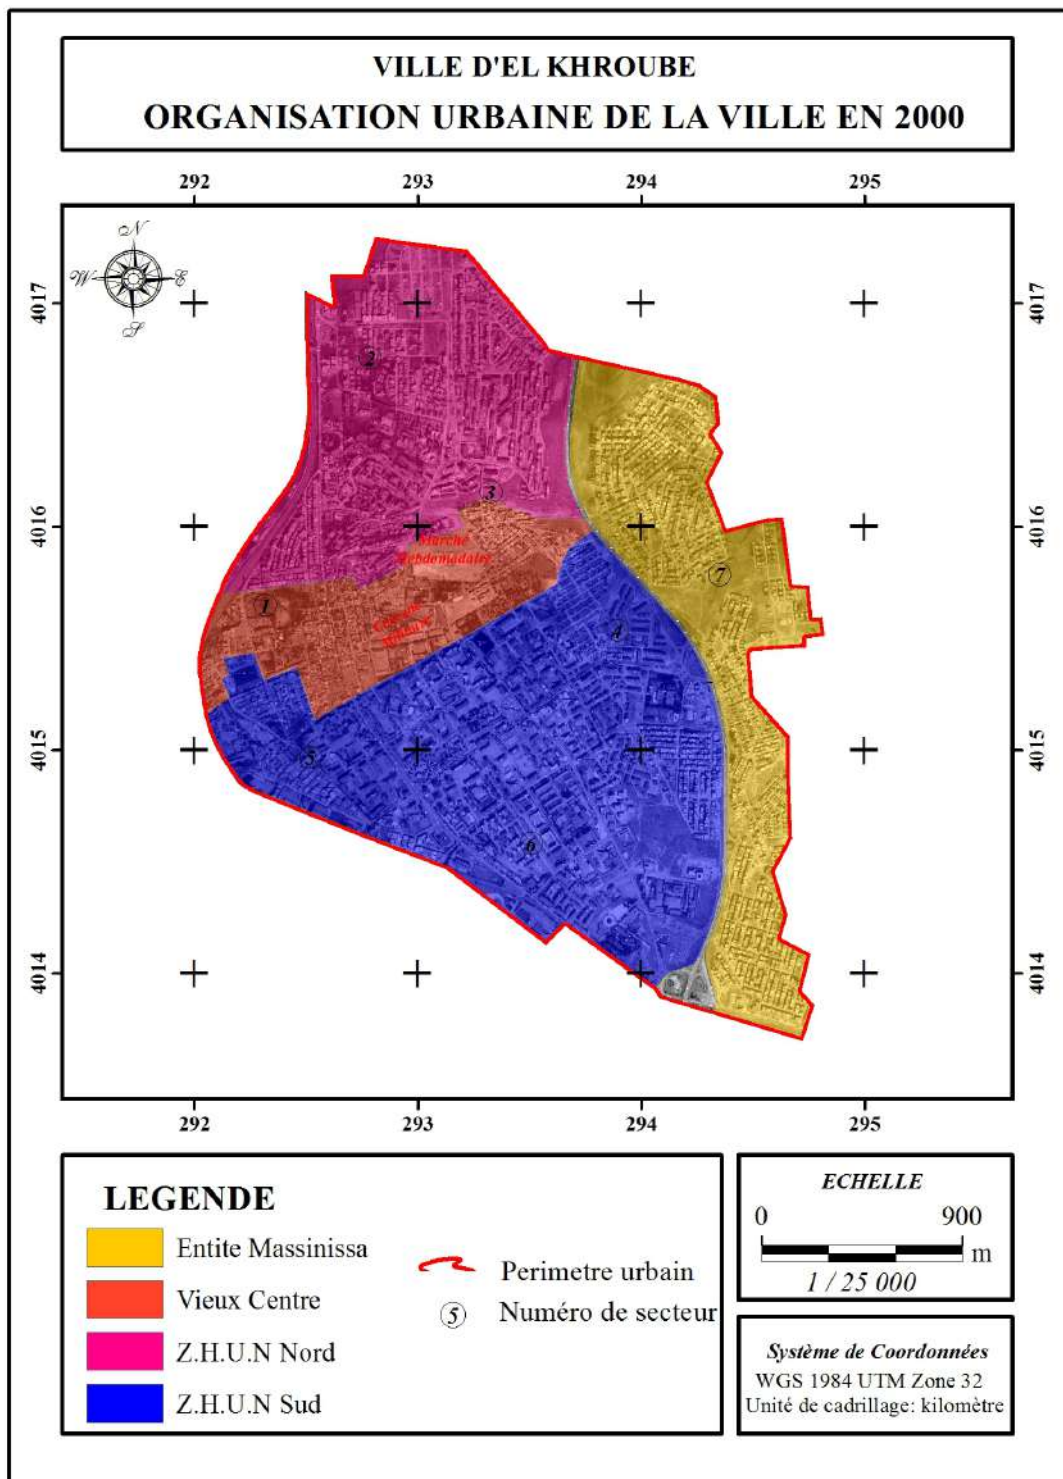 VILLE D'EL KHROUBE
ORGANISATION URBAINE DE LA VILLE EN 2000
292 293 294 295
N
W E
S
4017 4017
2
3
4016 4016
Marché
hebdomadaire
7
1
4
4015 4015
5
6
4014 4014
292 293 294 295
LEGENDE
Entite Massinissa
Vieux Centre
Z.H.U.N Nord
Z.H.U.N Sud
Perimetre urbain
5 Numéro de secteur
ECHELLE
0 900
m
1 / 25 000
Système de Coordonnées
WGS 1984 UTM Zone 32
Unité de cadrillage: kilomètre